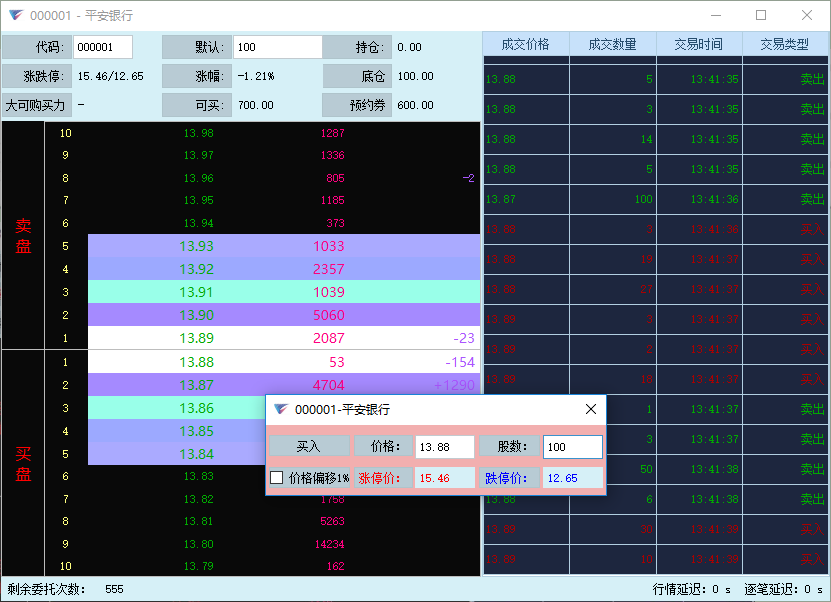 000001 - 平安银行
代码: 000001 默认: 100 持仓: 0.00
涨跌停: 15.46/12.65 涨幅: -1.21% 底仓 100.00
大可购买力 - 可买: 700.00 预约券 600.00
卖盘
10 13.98 1287
9 13.97 1336
8 13.96 805 -2
7 13.95 1185
6 13.94 373
5 13.93 1033
4 13.92 2357
3 13.91 1039
2 13.90 5060
1 13.89 2087 -23
买盘
1 13.88 53 -154
2 13.87 4704 +1290
3 13.86
4 13.85
5 13.84
6 13.83
7 13.82 1758
8 13.81 5263
9 13.80 14234
10 13.79 162
成交价格 成交数量 交易时间 交易类型
13.88 5 13:41:35 卖出
13.88 3 13:41:35 卖出
13.88 14 13:41:35 卖出
13.88 5 13:41:35 卖出
13.87 100 13:41:36 卖出
13.88 13:41:36 买入
13.88 19 13:41:37 买入
13.88 27 13:41:37 买入
13.89 3 13:41:37 买入
13.89 2 13:41:37 买入
13.89 18 13:41:37 买入
1 13:41:37 卖出
3 13:41:37 卖出
50 13:41:38 卖出
13.88 6 13:41:38 卖出
13.89 30 13:41:39 买入
13.89 10 13:41:39 买入
000001-平安银行
买入 价格: 13.88 股数: 100
价格偏移1% 涨停价: 15.46 跌停价: 12.65
剩余委托次数: 555 行情延迟: 0 s 逐笔延迟: 0 s